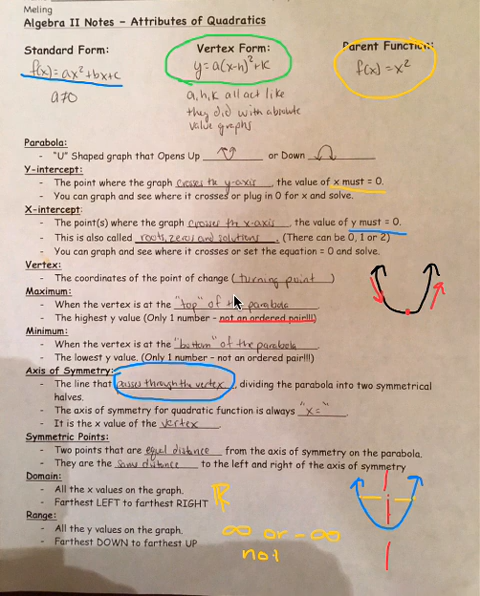 Meling
Algebra II Notes – Attributes of Quadratics
Standard Form: Vertex Form: Parent Function:
f(x) = ax²+bx+c y = a(x-h)²+k f(x) = x²
a≠0 a, h, k all act like
they did with absolute
value graphs
Parabola:
- "U" Shaped graph that Opens Up or Down
Y-intercept:
- The point where the graph crosses the y-axis, the value of x must = 0.
- You can graph and see where it crosses or plug in 0 for x and solve.
X-intercept:
- The point(s) where the graph crosses the x-axis, the value of y must = 0.
- This is also called roots, zeros and solutions. (There can be 0, 1 or 2)
- You can graph and see where it crosses or set the equation = 0 and solve.
Vertex:
- The coordinates of the point of change (turning point)
Maximum:
- When the vertex is at the "top" of the parabola
- The highest y value (Only 1 number - not an ordered pair!!!)
Minimum:
- When the vertex is at the "bottom" of the parabola
- The lowest y value. (Only 1 number - not an ordered pair!!!)
Axis of Symmetry:
- The line that passes through the vertex, dividing the parabola into two symmetrical
halves.
- The axis of symmetry for quadratic function is always "x=".
- It is the x value of the vertex.
Symmetric Points:
- Two points that are equal distance from the axis of symmetry on the parabola.
- They are the same distance to the left and right of the axis of symmetry
Domain:
- All the x values on the graph.
- Farthest LEFT to farthest RIGHT ℝ
Range:
- All the y values on the graph. ∞ or -∞
- Farthest DOWN to farthest UP not